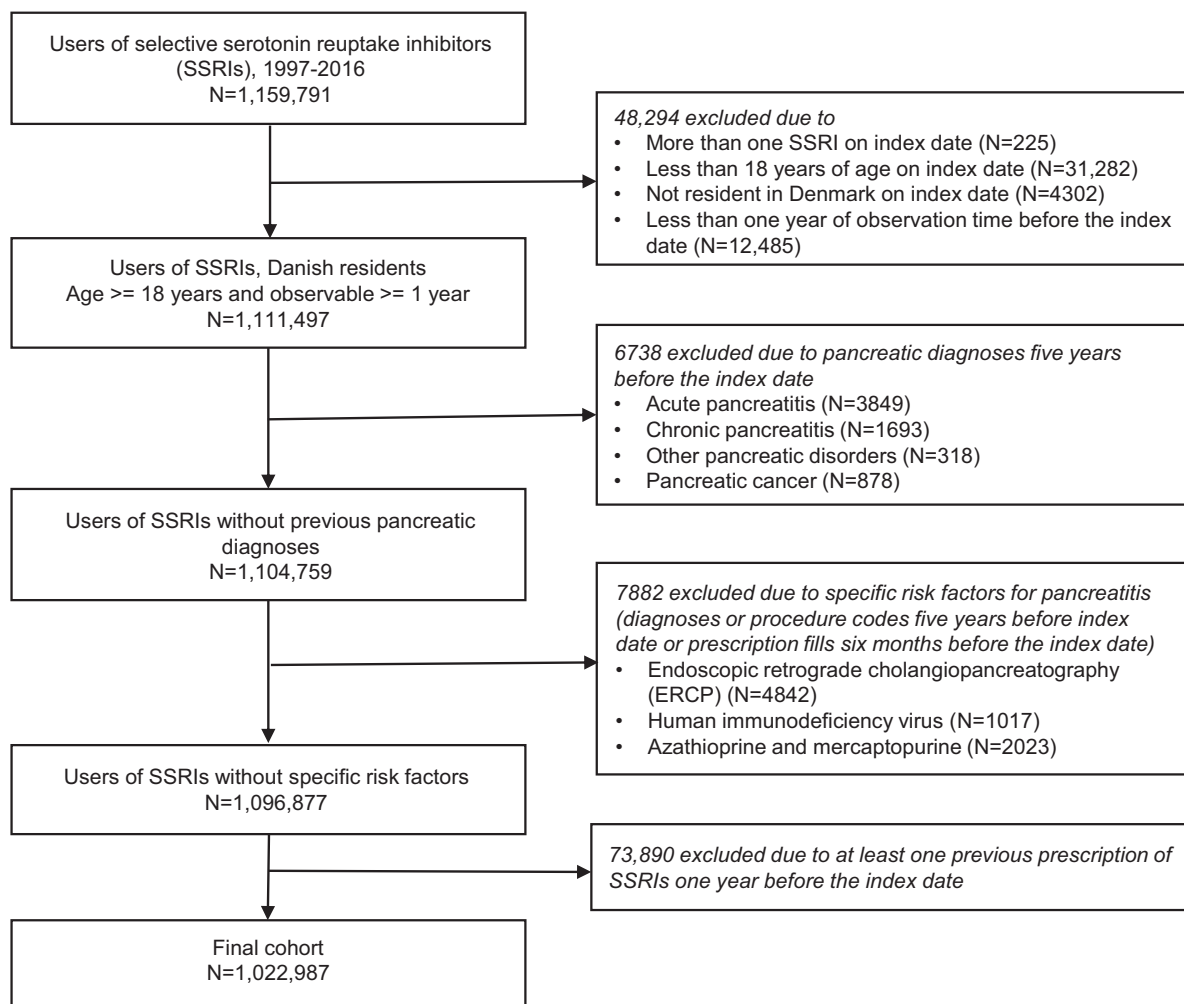 Users of selective serotonin reuptake inhibitors
(SSRIs), 1997-2016
N=1,159,791
48,294 excluded due to
• More than one SSRI on index date (N=225)
• Less than 18 years of age on index date (N=31,282)
• Not resident in Denmark on index date (N=4302)
• Less than one year of observation time before the index
date (N=12,485)
Users of SSRIs, Danish residents
Age >= 18 years and observable >= 1 year
N=1,111,497
6738 excluded due to pancreatic diagnoses five years
before the index date
• Acute pancreatitis (N=3849)
• Chronic pancreatitis (N=1693)
• Other pancreatic disorders (N=318)
• Pancreatic cancer (N=878)
Users of SSRIs without previous pancreatic
diagnoses
N=1,104,759
7882 excluded due to specific risk factors for pancreatitis
(diagnoses or procedure codes five years before index
date or prescription fills six months before the index date)
• Endoscopic retrograde cholangiopancreatography
(ERCP) (N=4842)
• Human immunodeficiency virus (N=1017)
• Azathioprine and mercaptopurine (N=2023)
Users of SSRIs without specific risk factors
N=1,096,877
73,890 excluded due to at least one previous prescription of
SSRIs one year before the index date
Final cohort
N=1,022,987